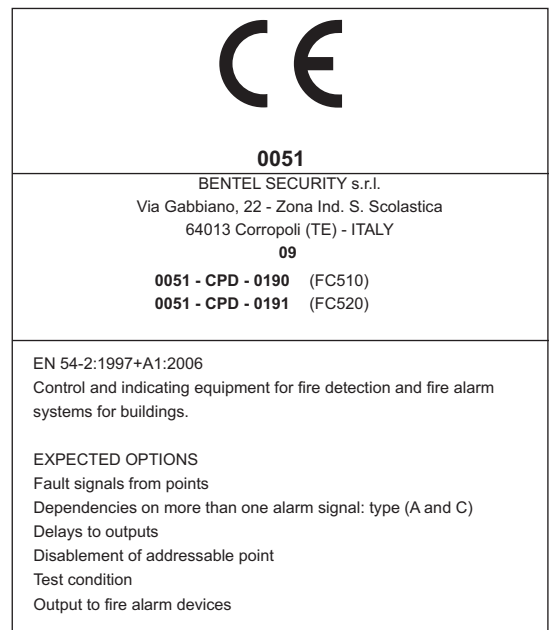 CE
0051
BENTEL SECURITY s.r.l.
Via Gabbiano, 22 - Zona Ind. S. Scolastica
64013 Corropoli (TE) - ITALY
09
0051 - CPD - 0190 (FC510)
0051 - CPD - 0191 (FC520)
EN 54-2:1997+A1:2006
Control and indicating equipment for fire detection and fire alarm
systems for buildings.
EXPECTED OPTIONS
Fault signals from points
Dependencies on more than one alarm signal: type (A and C)
Delays to outputs
Disablement of addressable point
Test condition
Output to fire alarm devices